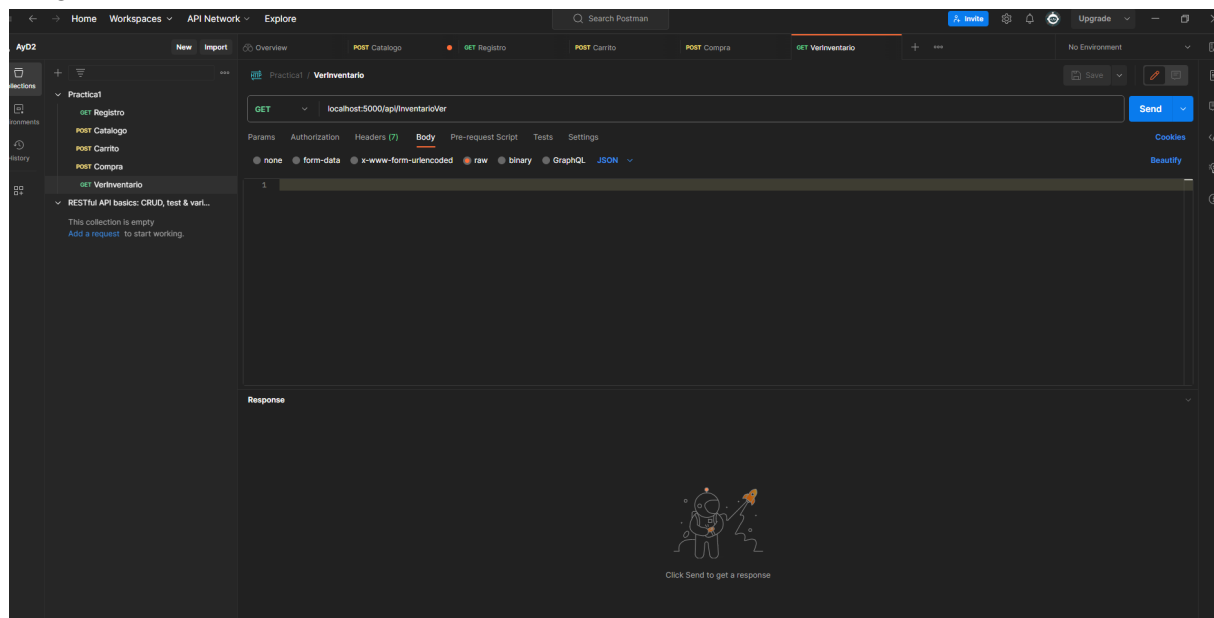 Home Workspaces API Network Explore Search Postman Invite Upgrade
AyD2 New Import Overview POST Catalogo GET Registro POST Carrito POST Compra GET VerInventario No Environment
Practica1 / VerInventario Save
Practica1
GET Registro
POST Catalogo
POST Carrito
POST Compra
GET VerInventario
RESTful API basics: CRUD, test & vari...
This collection is empty
Add a request to start working.
GET localhost:5000/api/InventarioVer Send
Params Authorization Headers (7) Body Pre-request Script Tests Settings Cookies
none form-data x-www-form-urlencoded raw binary GraphQL JSON Beautify
1
Response
Click Send to get a response